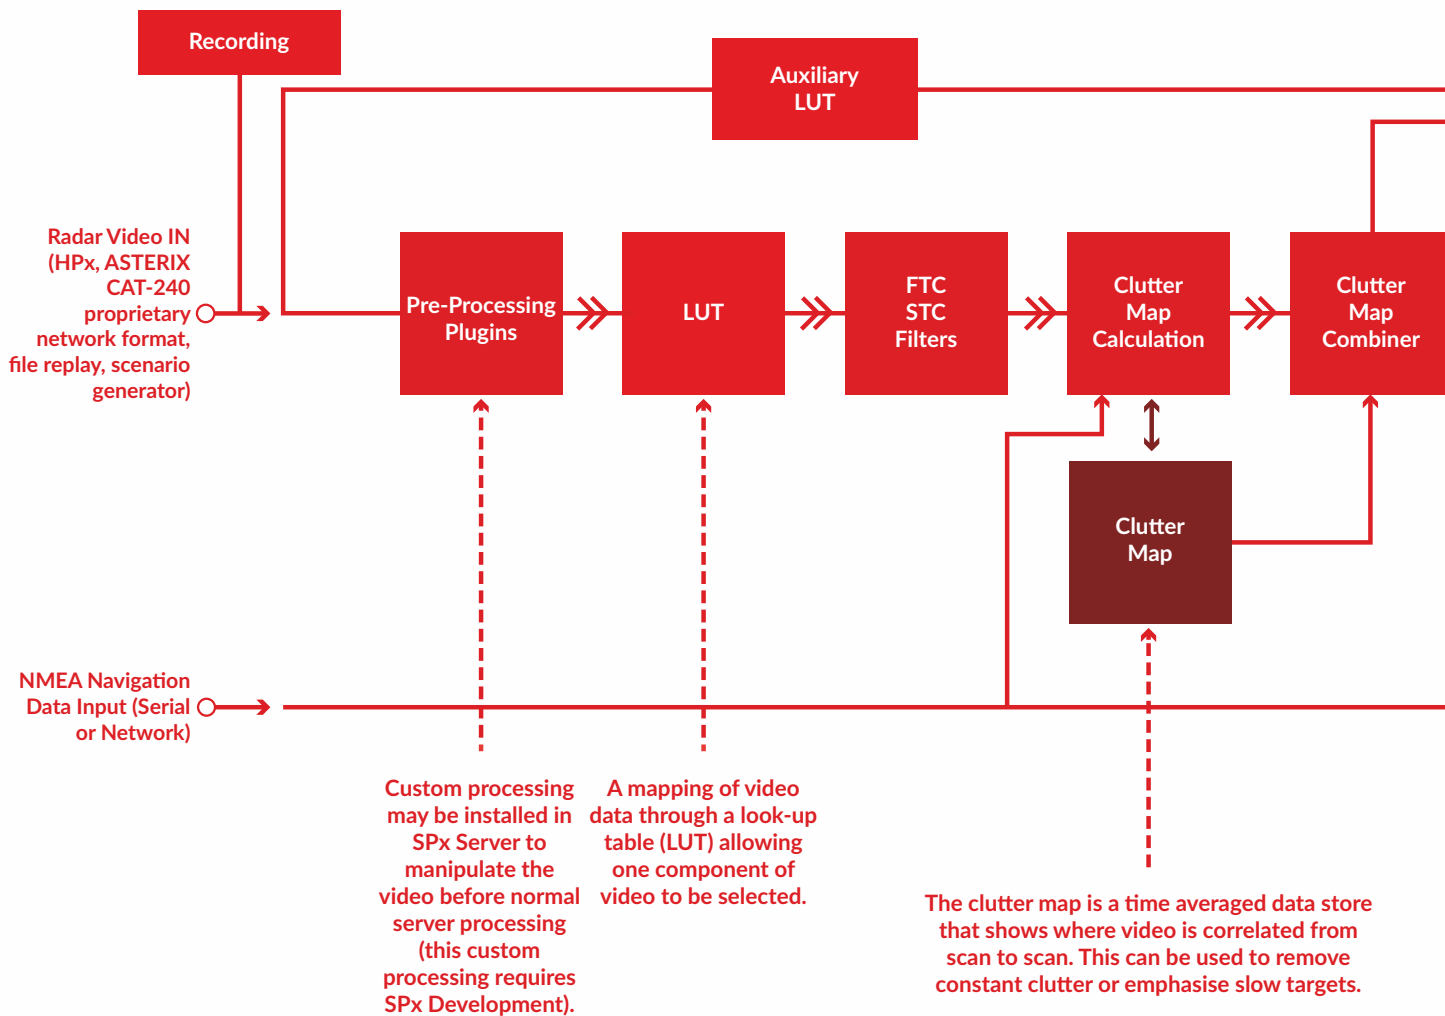 Recording
Auxiliary
LUT
Radar Video IN
(HPx, ASTERIX
CAT-240
proprietary
network format,
file replay, scenario
generator)
Pre-Processing
Plugins
LUT
FTC
STC
Filters
Clutter
Map
Calculation
Clutter
Map
Combiner
Clutter
Map
NMEA Navigation
Data Input (Serial
or Network)
Custom processing
may be installed in
SPx Server to
manipulate the
video before normal
server processing
(this custom
processing requires
SPx Development).
A mapping of video
data through a look-up
table (LUT) allowing
one component of
video to be selected.
The clutter map is a time averaged data store
that shows where video is correlated from
scan to scan. This can be used to remove
constant clutter or emphasise slow targets.